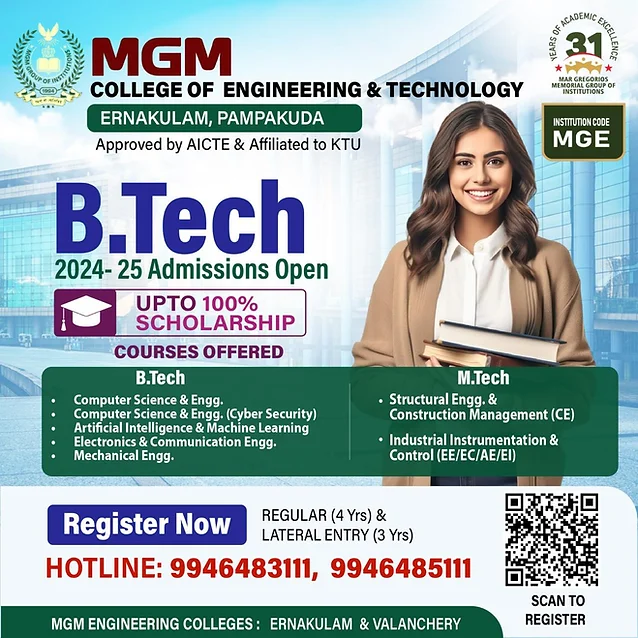 MGM
COLLEGE OF ENGINEERING & TECHNOLOGY
ERNAKULAM, PAMPAKUDA
Approved by AICTE & Affiliated to KTU
YEARS OF ACADEMIC EXCELLENCE
31
MAR GREGORIOS
MEMORIAL GROUP OF
INSTITUTIONS
INSTITUTION CODE
MGE
B.Tech
2024- 25 Admissions Open
UPTO 100%
SCHOLARSHIP
COURSES OFFERED
B.Tech
• Computer Science & Engg.
• Computer Science & Engg. (Cyber Security)
• Artificial Intelligence & Machine Learning
• Electronics & Communication Engg.
• Mechanical Engg.
M.Tech
• Structural Engg. &
Construction Management (CE)
• Industrial Instrumentation &
Control (EE/EC/AE/EI)
Register Now
REGULAR (4 Yrs) &
LATERAL ENTRY (3 Yrs)
HOTLINE: 9946483111, 9946485111
SCAN TO
REGISTER
MGM ENGINEERING COLLEGES : ERNAKULAM & VALANCHERY